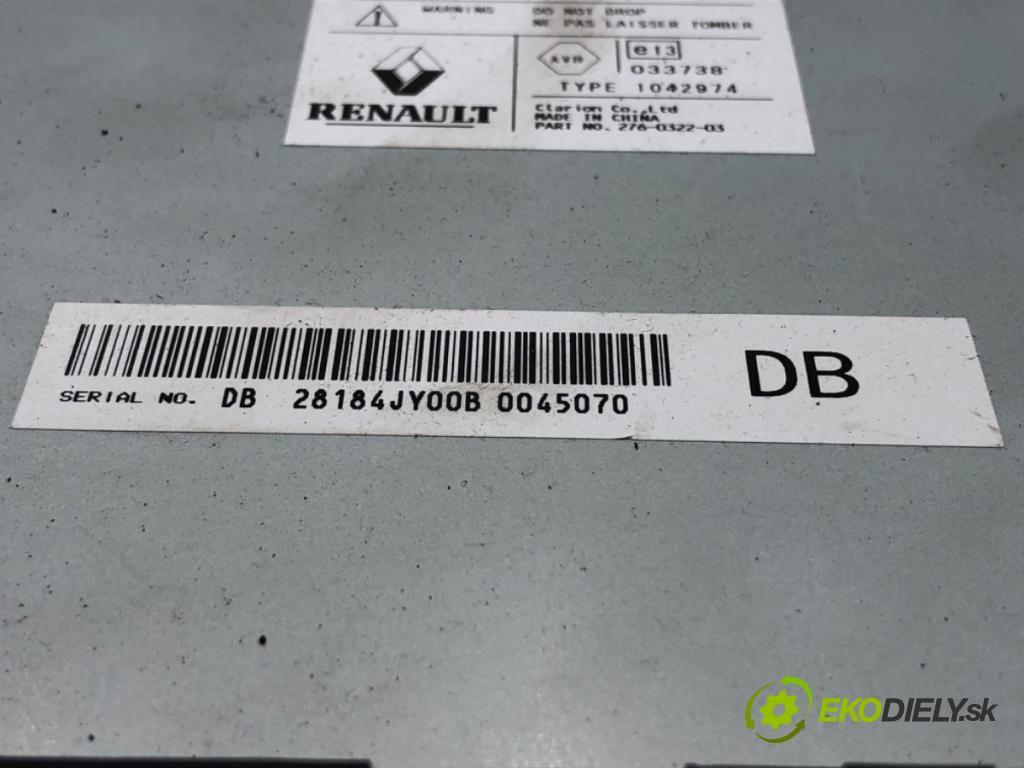 WARNING
DO NOT DROP
NE PAS LAISSER TOMBER
e13
033738
TYPE 1042974
RENAULT
Clarion Co., Ltd
MADE IN CHINA
PART NO. 276-0322-03
SERIAL NO. DB 28184JY00B 0045070
DB
EKODIELY.sk